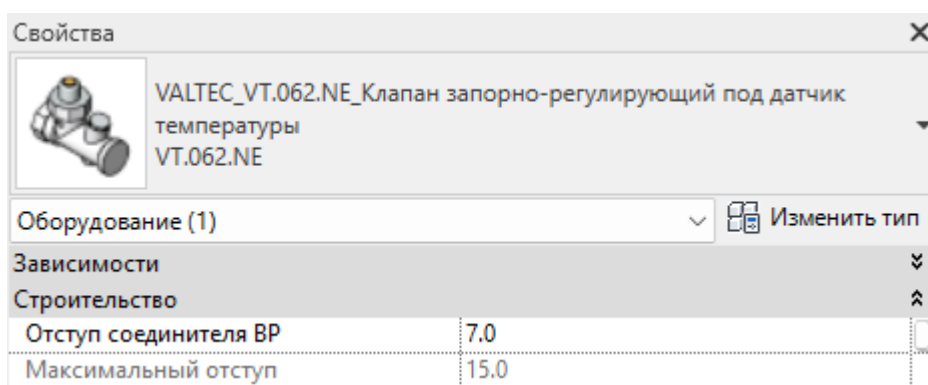 Свойства
VALTEC_VT.062.NE_Клапан запорно-регулирующий под датчик
температуры
VT.062.NE
Оборудование (1) Изменить тип
Зависимости
Строительство
Отступ соединителя ВР 7.0
Максимальный отступ 15.0